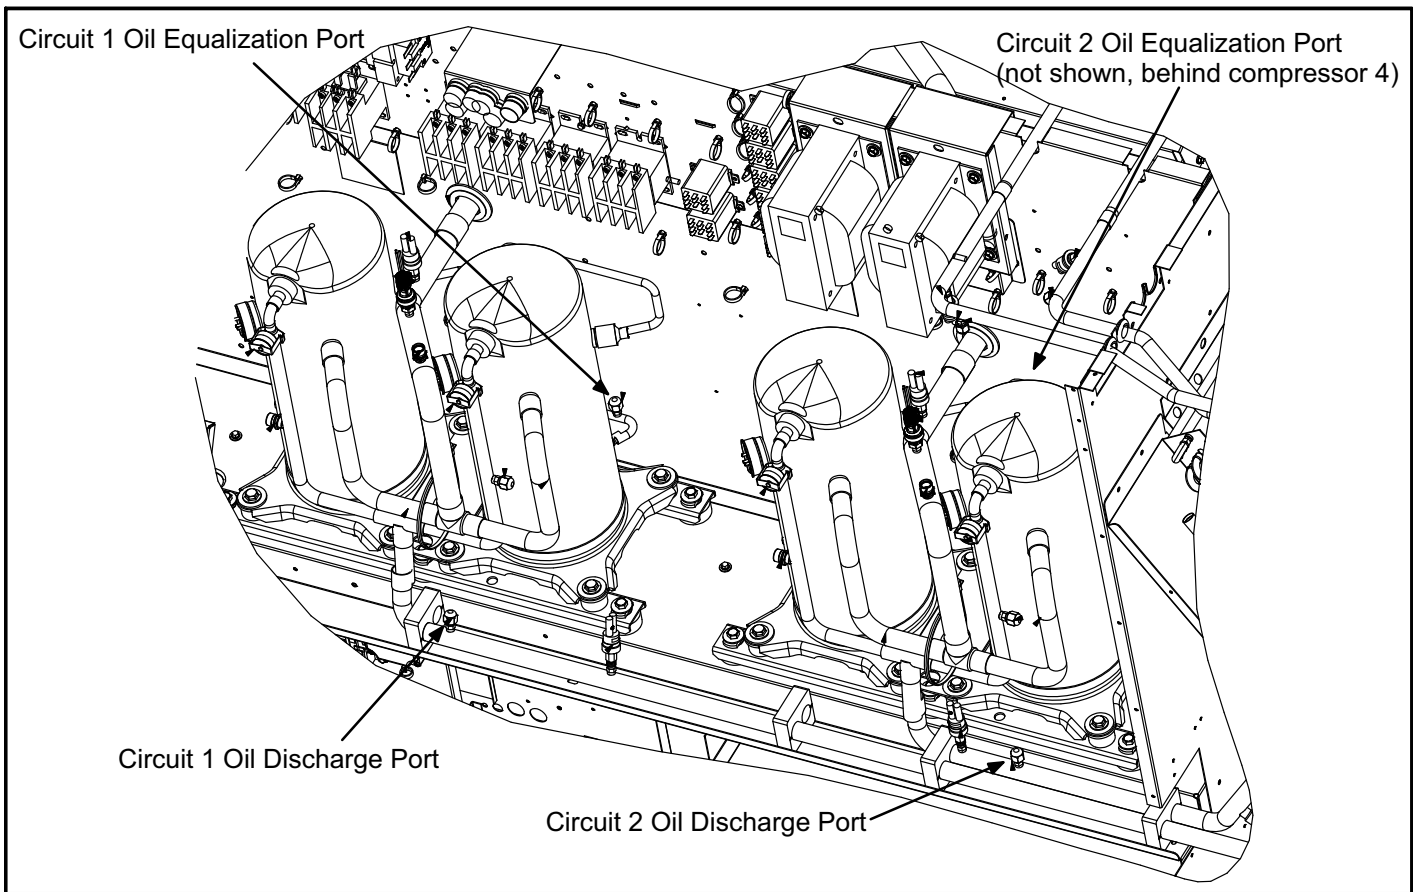 Circuit 1 Oil Equalization Port
Circuit 2 Oil Equalization Port
(not shown, behind compressor 4)
Circuit 1 Oil Discharge Port
Circuit 2 Oil Discharge Port